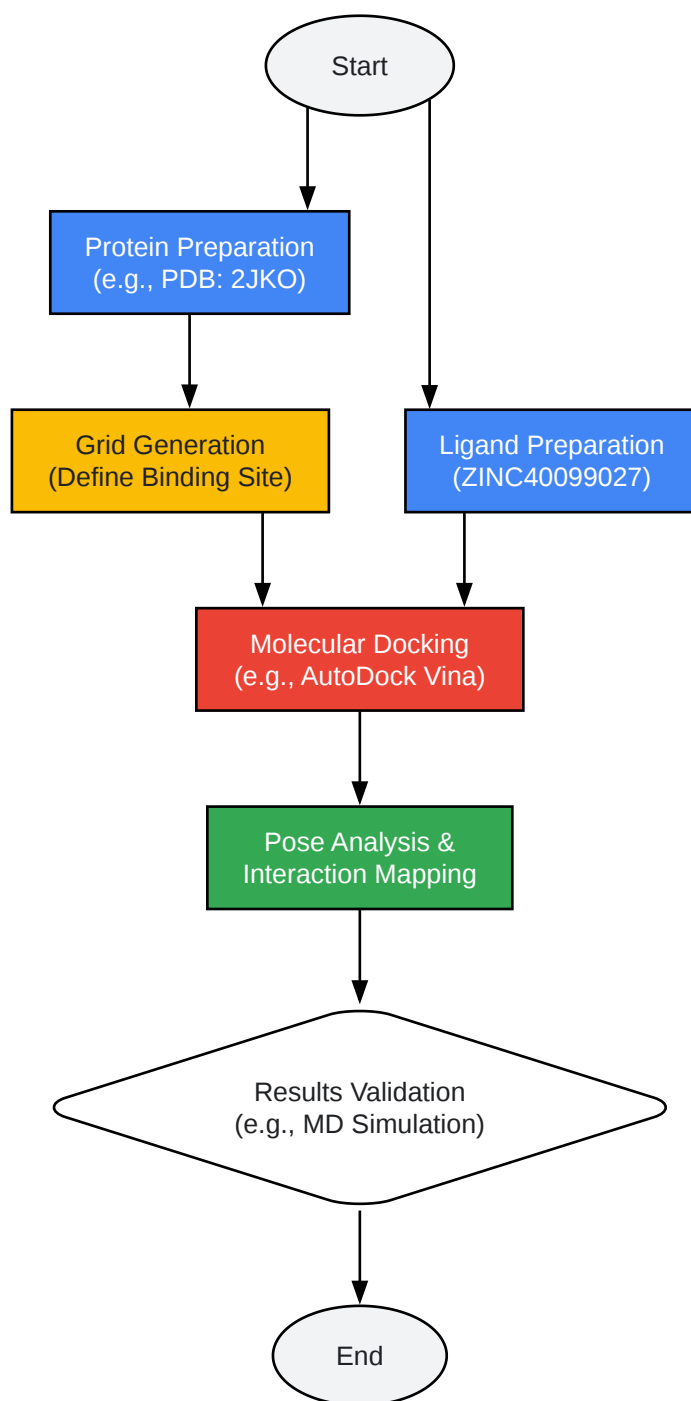 Start
Protein Preparation
(e.g., PDB: 2JKO)
Grid Generation
(Define Binding Site)
Ligand Preparation
(ZINC40099027)
Molecular Docking
(e.g., AutoDock Vina)
Pose Analysis &
Interaction Mapping
Results Validation
(e.g., MD Simulation)
End